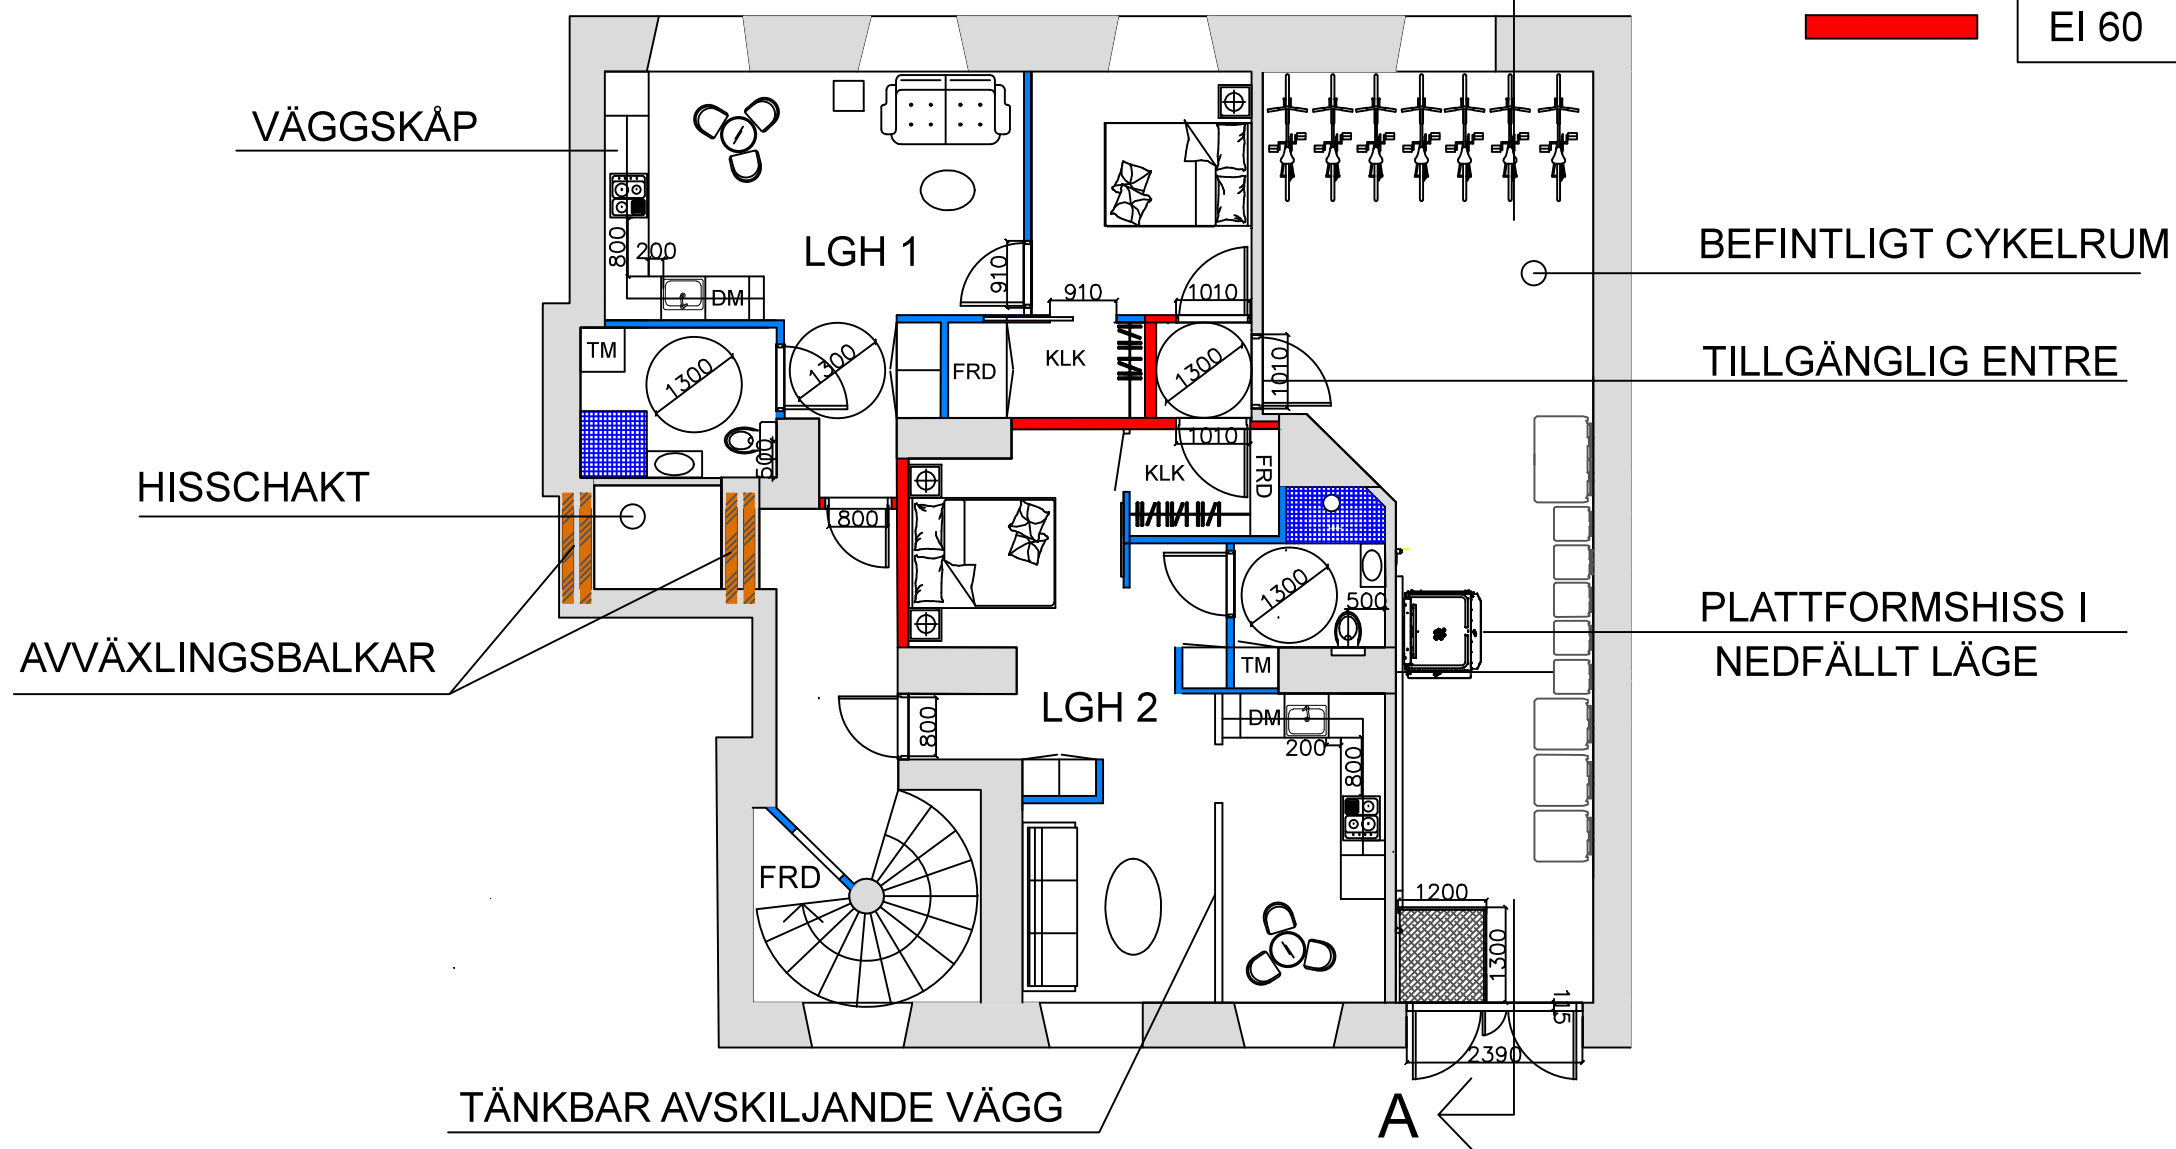 EI 60
VÄGGSKÅP
BEFINTLIGT CYKELRUM
800
200
LGH 1
910
910
1010
DM
TM
1300
1300
FRD
KLK
1300
1010
TILLGÄNGLIG ENTRE
1010
500
KLK
FRD
HISSCHAKT
800
1300
500
PLATTFORMSHISS I
NEDFÄLLT LÄGE
AVVÄXLINGSBALKAR
TM
LGH 2
800
DM
200
800
FRD
1200
1300
115
2390
TÄNKBAR AVSKILJANDE VÄGG
A